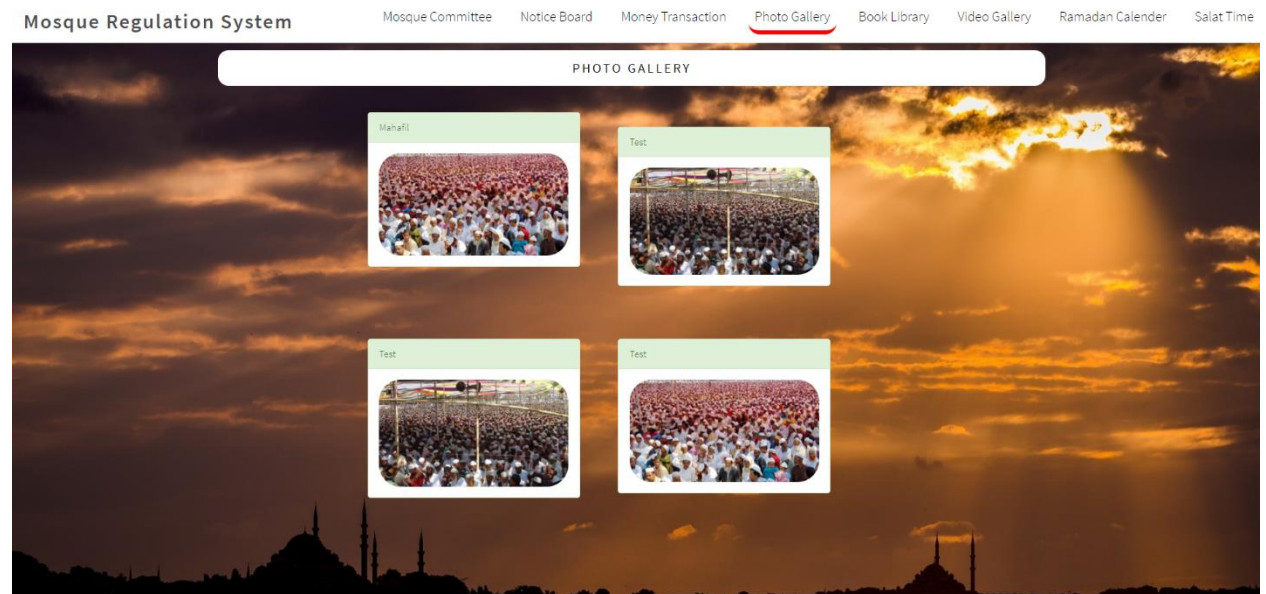 Mosque Regulation System
Mosque Committee Notice Board Money Transaction Photo Gallery Book Library Video Gallery Ramadan Calender Salat Time
PHOTO GALLERY
Mahafil
Test
Test
Test